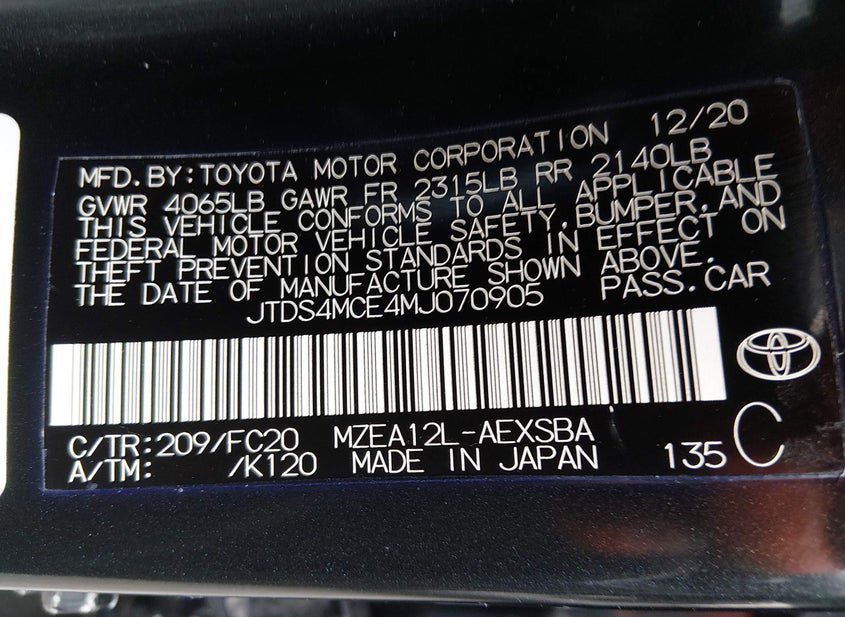 MFD.BY:TOYOTA MOTOR CORPORATION 12/20
GVWR 4065LB GAWR FR 2315LB RR 2140LB
THIS VEHICLE CONFORMS TO ALL APPLICABLE
FEDERAL MOTOR VEHICLE SAFETY,BUMPER,AND
THEFT PREVENTION STANDARDS IN EFFECT ON
THE DATE OF MANUFACTURE SHOWN ABOVE.
JTDS4MCE4MJ070905 PASS.CAR
C/TR:209/FC20 MZEA12L-AEXSBA
A/TM: /K120 MADE IN JAPAN 135 C